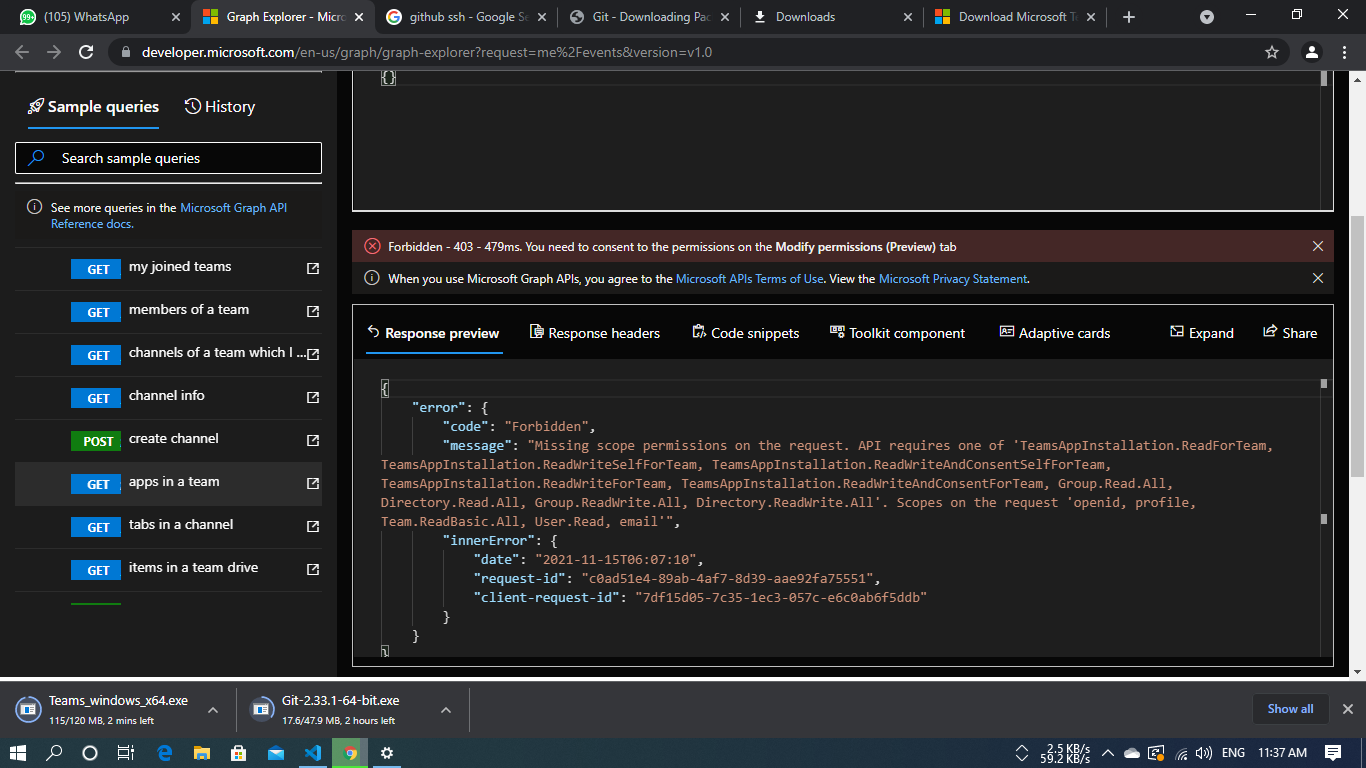 (105) WhatsApp
Graph Explorer - Micro
github ssh - Google Se
Git - Downloading Pac
Downloads
Download Microsoft Te
developer.microsoft.com/en-us/graph/graph-explorer?request=me%2Fevents&version=v1.0
Sample queries
History
Search sample queries
See more queries in the Microsoft Graph API
Reference docs.
GET my joined teams
GET members of a team
GET channels of a team which I ...
GET channel info
POST create channel
GET apps in a team
GET tabs in a channel
GET items in a team drive
{}
Forbidden - 403 - 479ms. You need to consent to the permissions on the Modify permissions (Preview) tab
When you use Microsoft Graph APIs, you agree to the Microsoft APIs Terms of Use. View the Microsoft Privacy Statement.
Response preview
Response headers
Code snippets
Toolkit component
Adaptive cards
Expand
Share
{
"error": {
"code": "Forbidden",
"message": "Missing scope permissions on the request. API requires one of 'TeamsAppInstallation.ReadForTeam,
TeamsAppInstallation.ReadWriteSelfForTeam, TeamsAppInstallation.ReadWriteAndConsentSelfForTeam,
TeamsAppInstallation.ReadWriteForTeam, TeamsAppInstallation.ReadWriteAndConsentForTeam, Group.Read.All,
Directory.Read.All, Group.ReadWrite.All, Directory.ReadWrite.All'. Scopes on the request 'openid, profile,
Team.ReadBasic.All, User.Read, email'",
"innerError": {
"date": "2021-11-15T06:07:10",
"request-id": "c0ad51e4-89ab-4af7-8d39-aae92fa75551",
"client-request-id": "7df15d05-7c35-1ec3-057c-e6c0ab6f5ddb"
}
}
}
Teams_windows_x64.exe
115/120 MB, 2 mins left
Git-2.33.1-64-bit.exe
17.6/47.9 MB, 2 hours left
Show all
2.5 KB/s
59.2 KB/s
ENG
11:37 AM